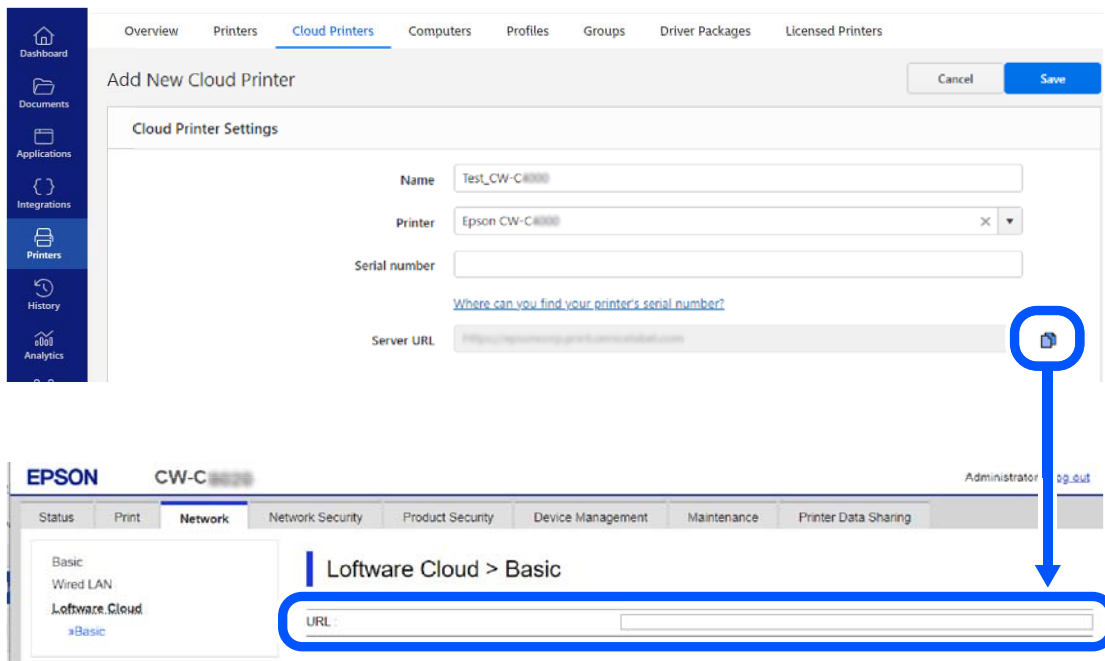 Overview Printers Cloud Printers Computers Profiles Groups Driver Packages Licensed Printers
Dashboard
Documents
Applications
Integrations
Printers
History
Analytics
Add New Cloud Printer
Cancel Save
Cloud Printer Settings
Name Test_CW-C
Printer Epson CW-C
Serial number
Where can you find your printer's serial number?
Server URL
EPSON CW-C
Administrator out
Status Print Network Network Security Product Security Device Management Maintenance Printer Data Sharing
Basic
Wired LAN
Loftware Cloud
»Basic
Loftware Cloud > Basic
URL :